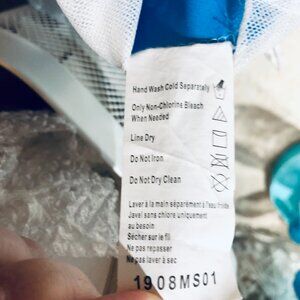 Hand Wash Cold Separately
Only Non-Chlorine Bleach
When Needed
Line Dry
Do Not Iron
Do Not Dry Clean
Laver à la main séparément à l'eau froide
Javel sans chlore uniquement
au besoin
Sécher sur le fil
Ne pas repasser
Ne pas laver à sec
1908MS01